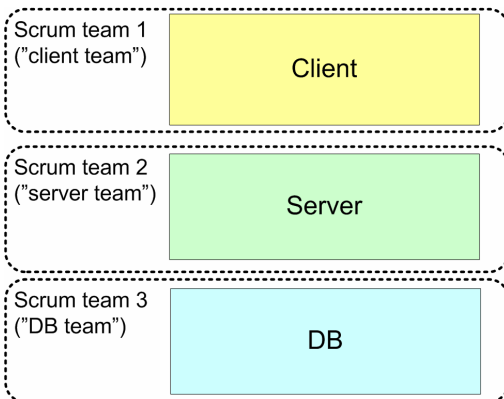 Scrum team 1
(”client team”)
Client
Scrum team 2
(”server team”)
Server
Scrum team 3
(”DB team”)
DB